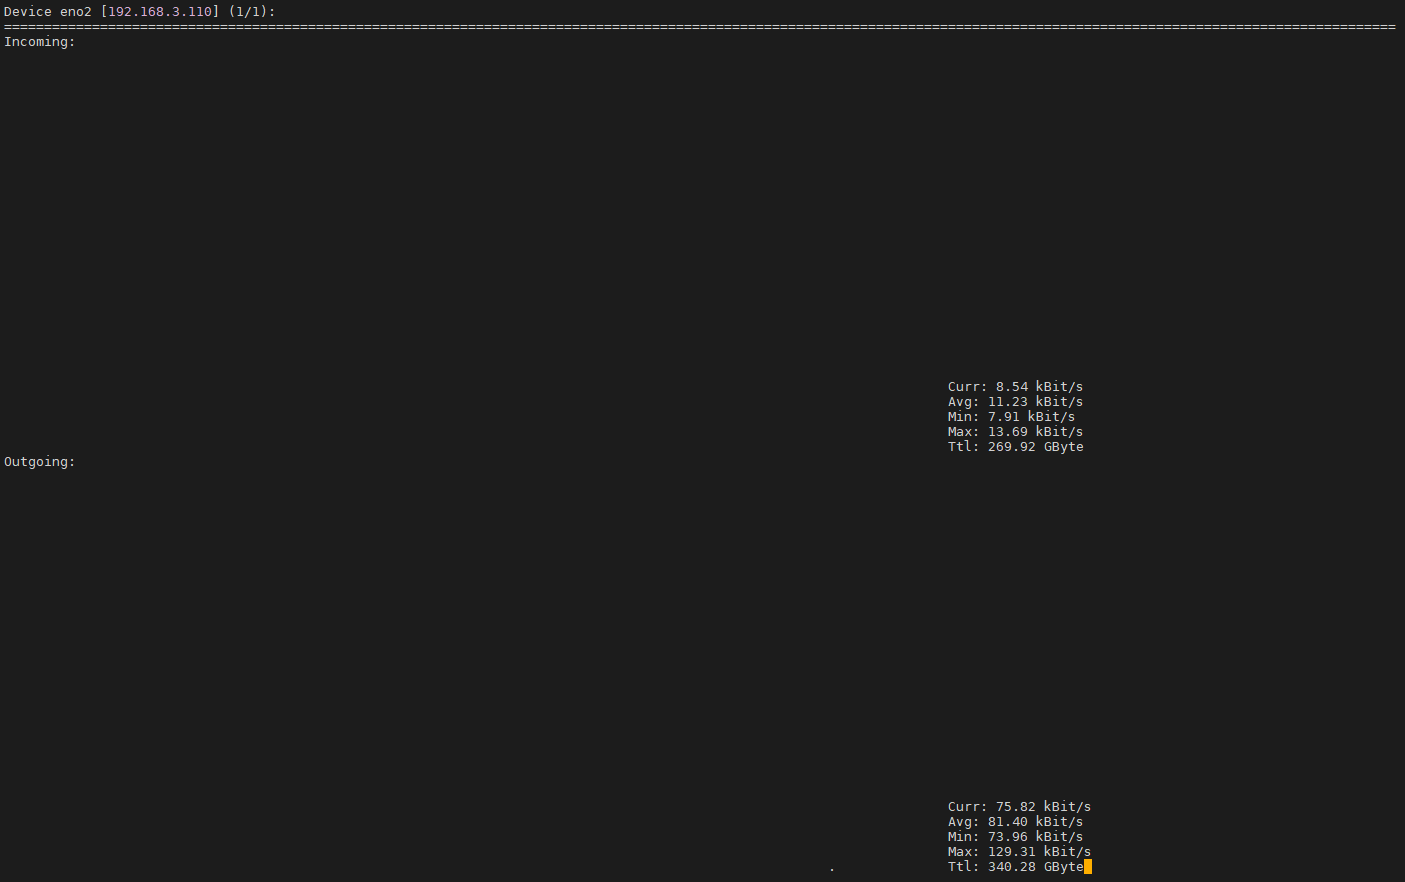 Device eno2 [192.168.3.110] (1/1):
==============================================================================================================================================================================
Incoming:
Curr: 8.54 kBit/s
Avg: 11.23 kBit/s
Min: 7.91 kBit/s
Max: 13.69 kBit/s
Ttl: 269.92 GByte
Outgoing:
Curr: 75.82 kBit/s
Avg: 81.40 kBit/s
Min: 73.96 kBit/s
Max: 129.31 kBit/s
. Ttl: 340.28 GByte